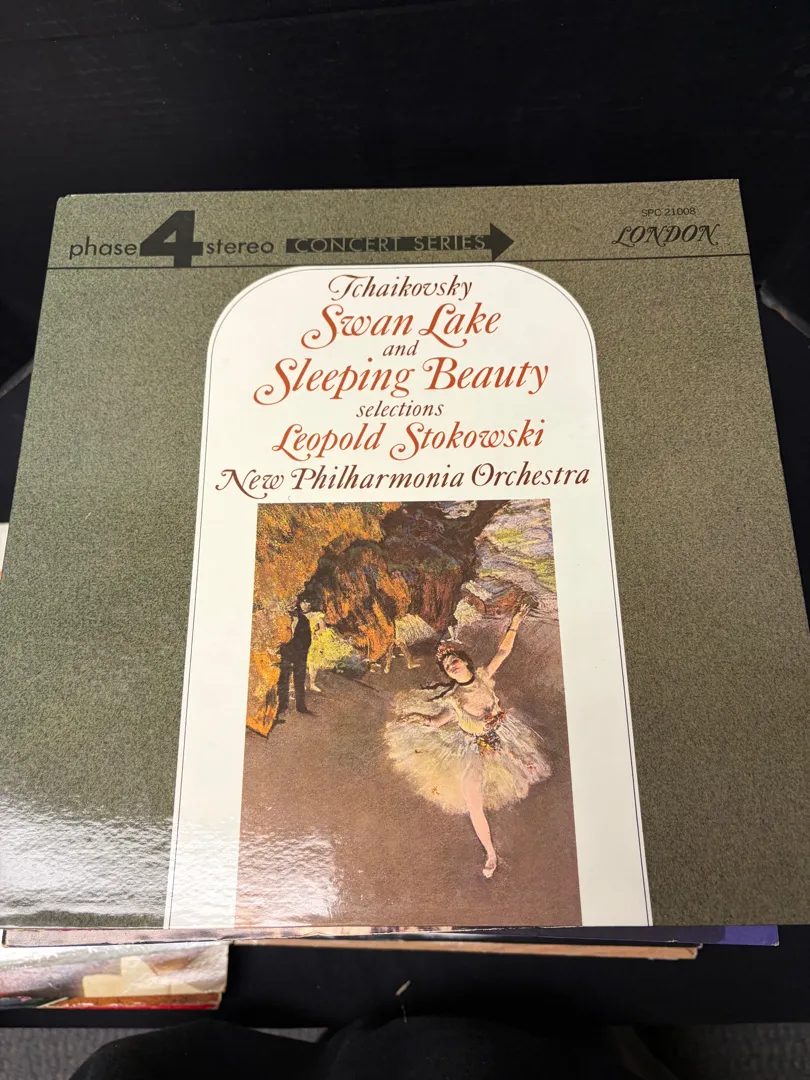 phase 4 stereo CONCERT SERIES
SPC 21008
LONDON
Tchaikovsky
Swan Lake
and
Sleeping Beauty
selections
Leopold Stokowski
New Philharmonia Orchestra